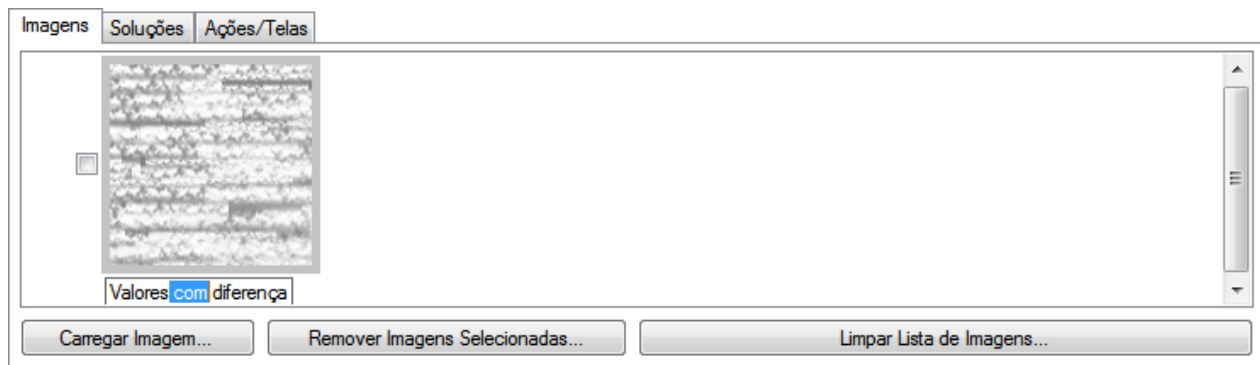 Imagens Soluções Ações/Telas
Valores com diferença
Carregar Imagem... Remover Imagens Selecionadas... Limpar Lista de Imagens...